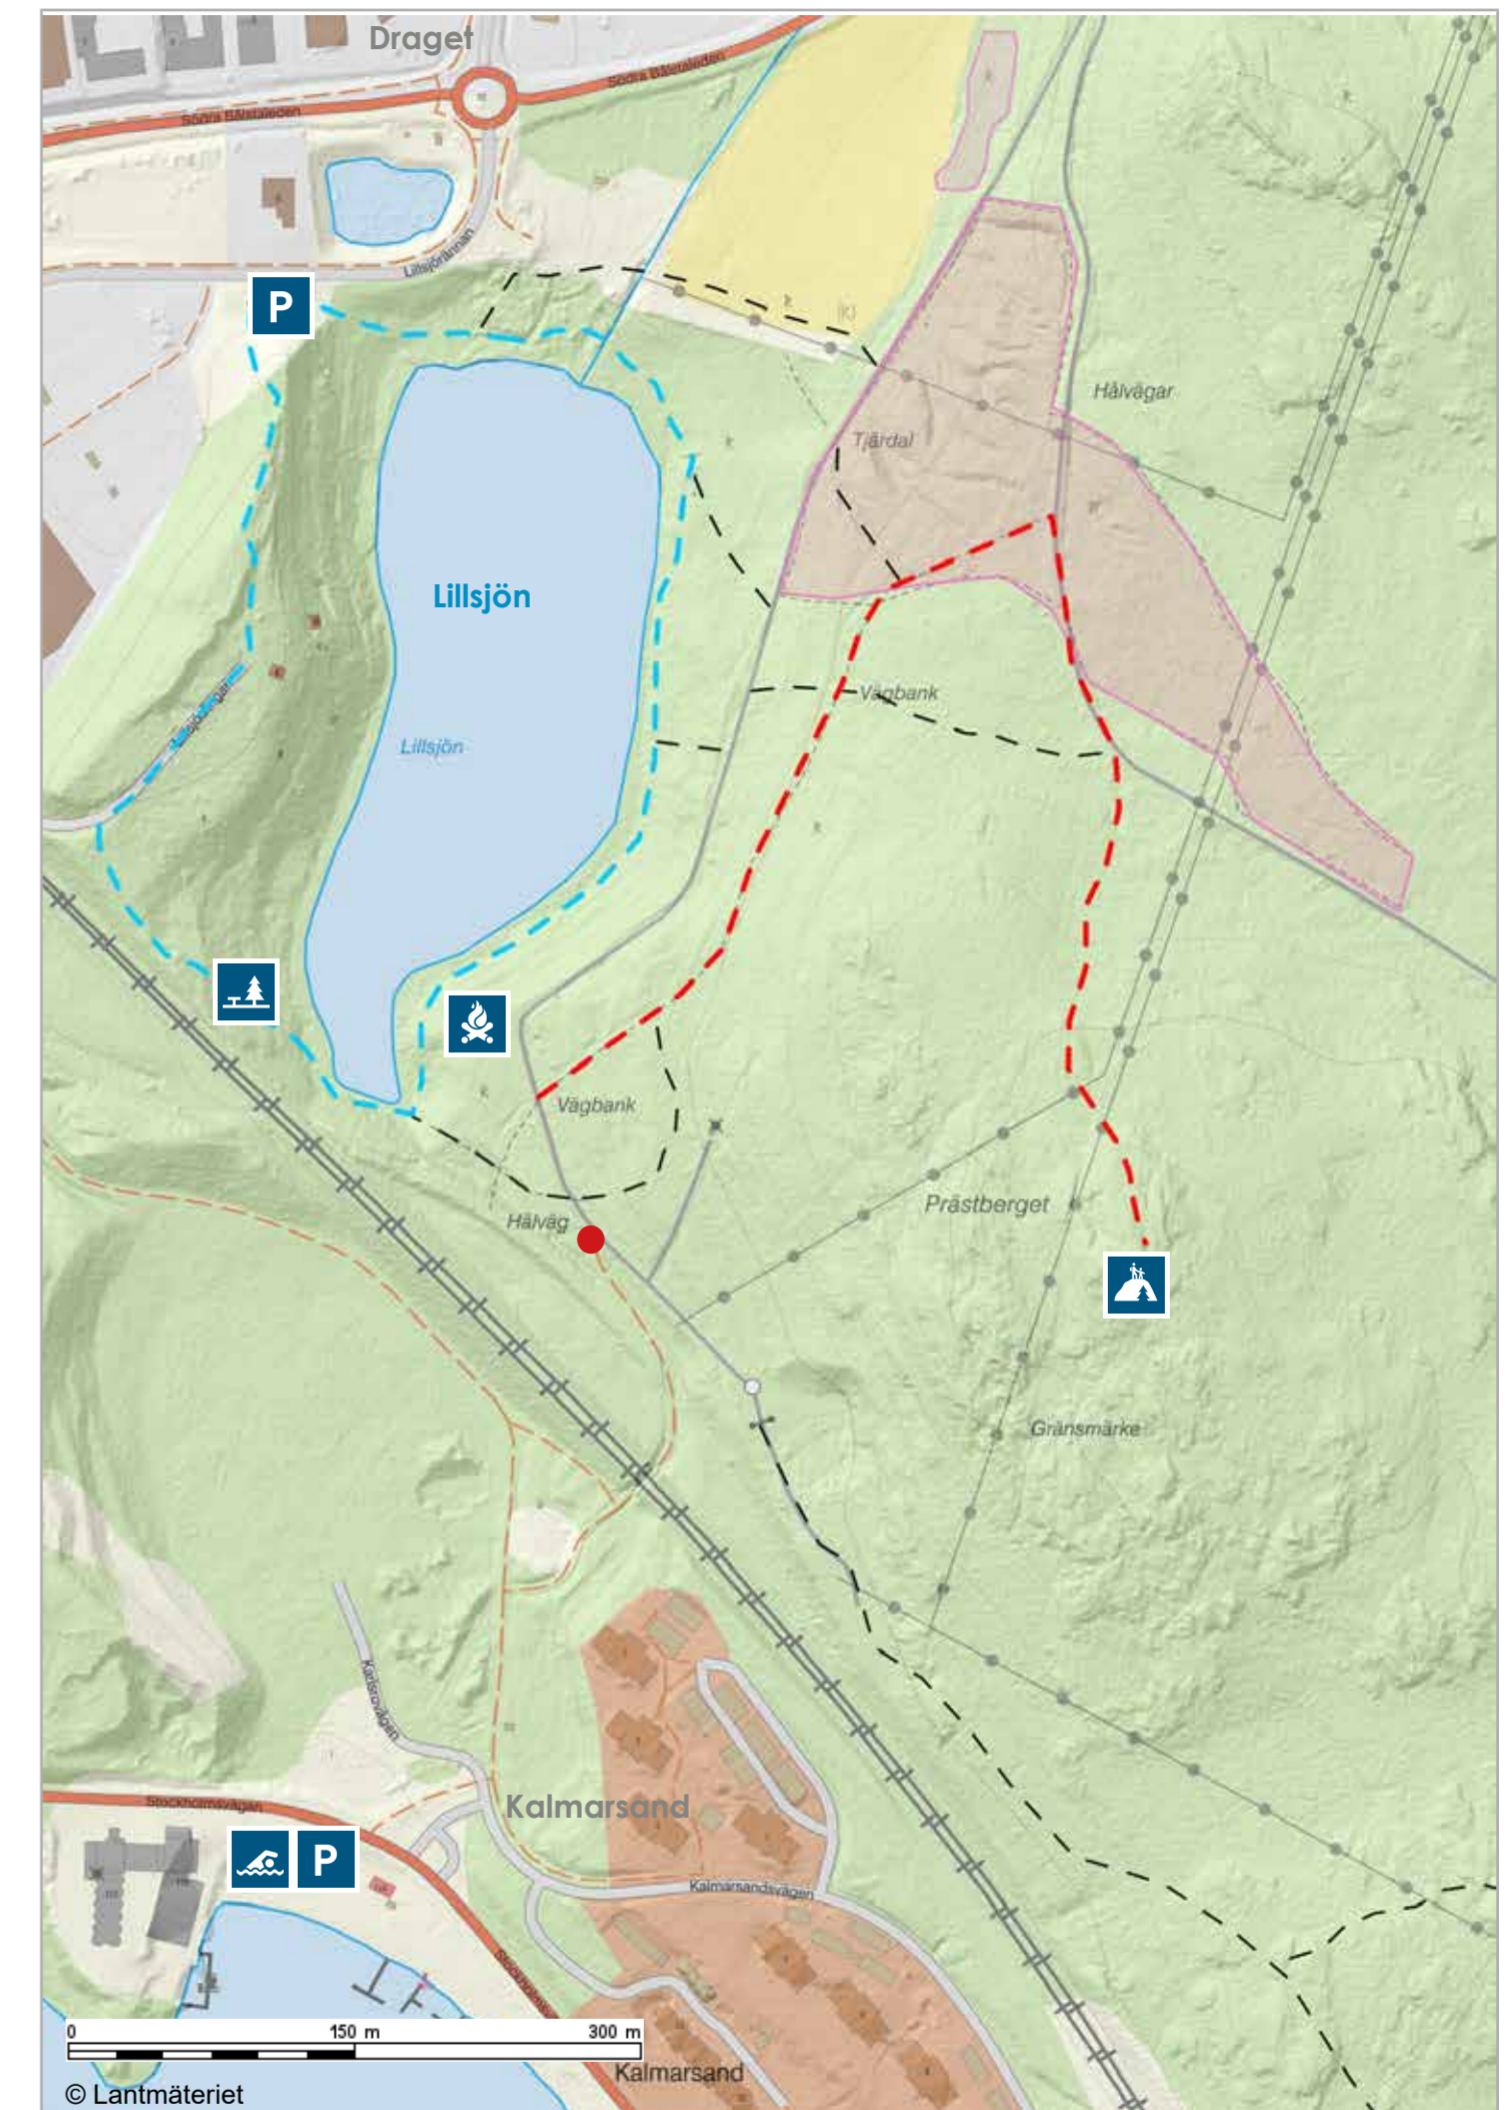 Draget
Södra Bålstaleden
Södra Bålstaleden
Lillsjörännan
P
Hålvägar
Tjärdal
Lillsjön
Vägbank
Lillsjön
Vägbank
Prästberget
Hålväg
Gränsmärke
Karlsrovägen
Stockholmsvägen
Kalmarsand
P
Kalmarsandsvägen
0 150 m 300 m
Kalmarsand
© Lantmäteriet